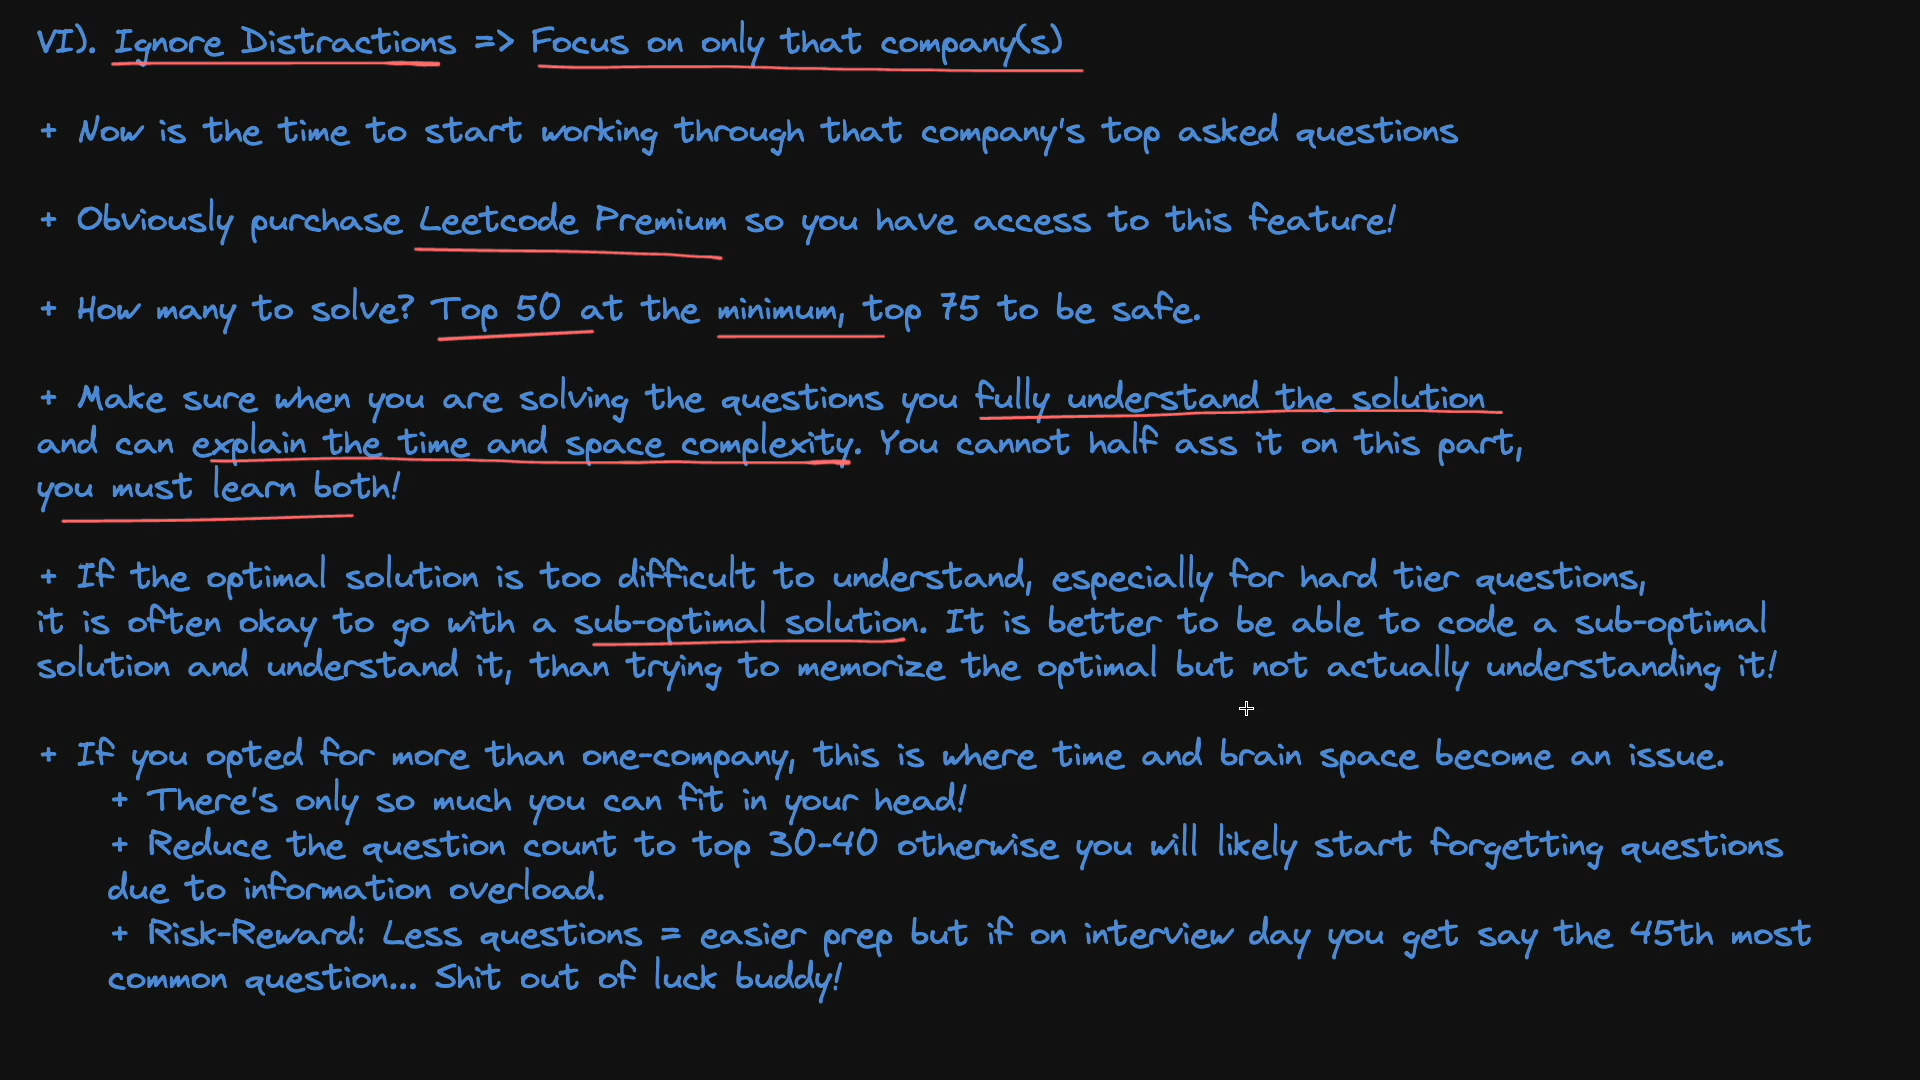 VI). Ignore Distractions => Focus on only that company(s)
+ Now is the time to start working through that company's top asked questions
+ Obviously purchase Leetcode Premium so you have access to this feature!
+ How many to solve? Top 50 at the minimum, top 75 to be safe.
+ Make sure when you are solving the questions you fully understand the solution
and can explain the time and space complexity. You cannot half ass it on this part,
you must learn both!
+ If the optimal solution is too difficult to understand, especially for hard tier questions,
it is often okay to go with a sub-optimal solution. It is better to be able to code a sub-optimal
solution and understand it, than trying to memorize the optimal but not actually understanding it!
+ If you opted for more than one-company, this is where time and brain space become an issue.
+ There's only so much you can fit in your head!
+ Reduce the question count to top 30-40 otherwise you will likely start forgetting questions
due to information overload.
+ Risk-Reward: Less questions = easier prep but if on interview day you get say the 45th most
common question... Shit out of luck buddy!